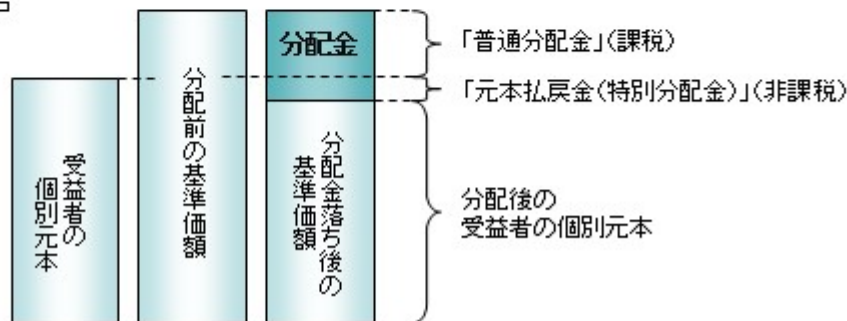 受益者の
個別元本
分配前の基準価額
分配金
分配金落ち後の
基準価額
「普通分配金」(課税)
「元本払戻金(特別分配金)」(非課税)
分配後の
受益者の個別元本